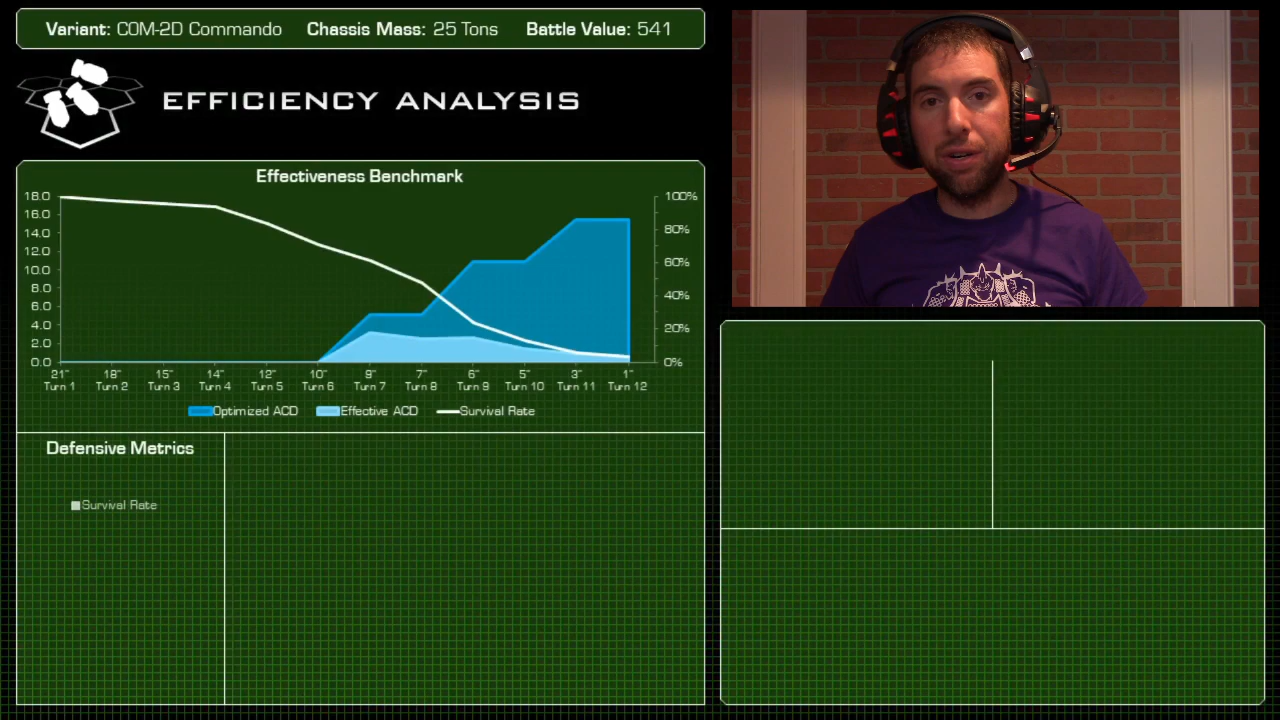 Variant: COM-2D Commando Chassis Mass: 25 Tons Battle Value: 541
EFFICIENCY ANALYSIS
Effectiveness Benchmark
18.0 100%
16.0
14.0 80%
12.0
10.0 60%
8.0
6.0 40%
4.0 20%
2.0
0.0 0%
21" 18" 15" 14" 12" 10" 9" 7" 6" 5" 3" 1"
Turn 1 Turn 2 Turn 3 Turn 4 Turn 5 Turn 6 Turn 7 Turn 8 Turn 9 Turn 10 Turn 11 Turn 12
Optimized ACD Effective ACD Survival Rate
Defensive Metrics
Survival Rate